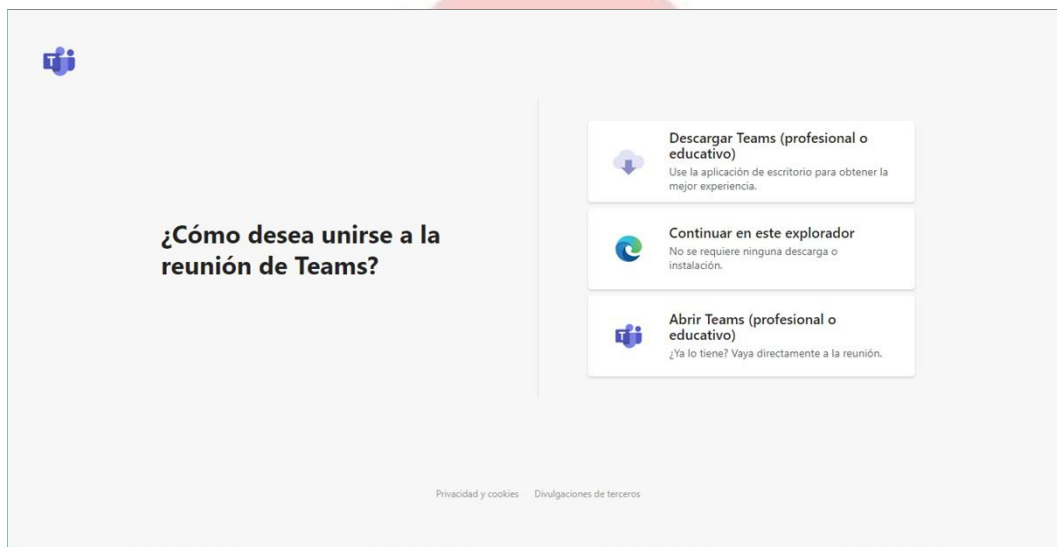 ¿Cómo desea unirse a la
reunión de Teams?
Descargar Teams (profesional o
educativo)
Use la aplicación de escritorio para obtener la
mejor experiencia.
Continuar en este explorador
No se requiere ninguna descarga o
instalación.
Abrir Teams (profesional o
educativo)
¿Ya lo tiene? Vaya directamente a la reunión.
Privacidad y cookies Divulgaciones de terceros